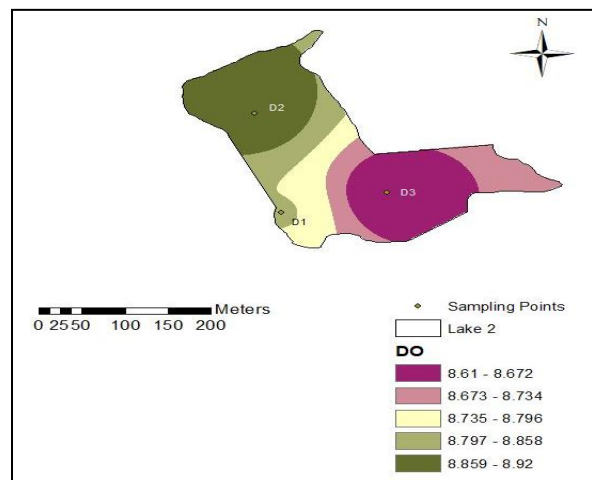 N
D2
D3
D1
Meters
0 25 50 100 150 200
Sampling Points
Lake 2
DO
8.61 - 8.672
8.673 - 8.734
8.735 - 8.796
8.797 - 8.858
8.859 - 8.92